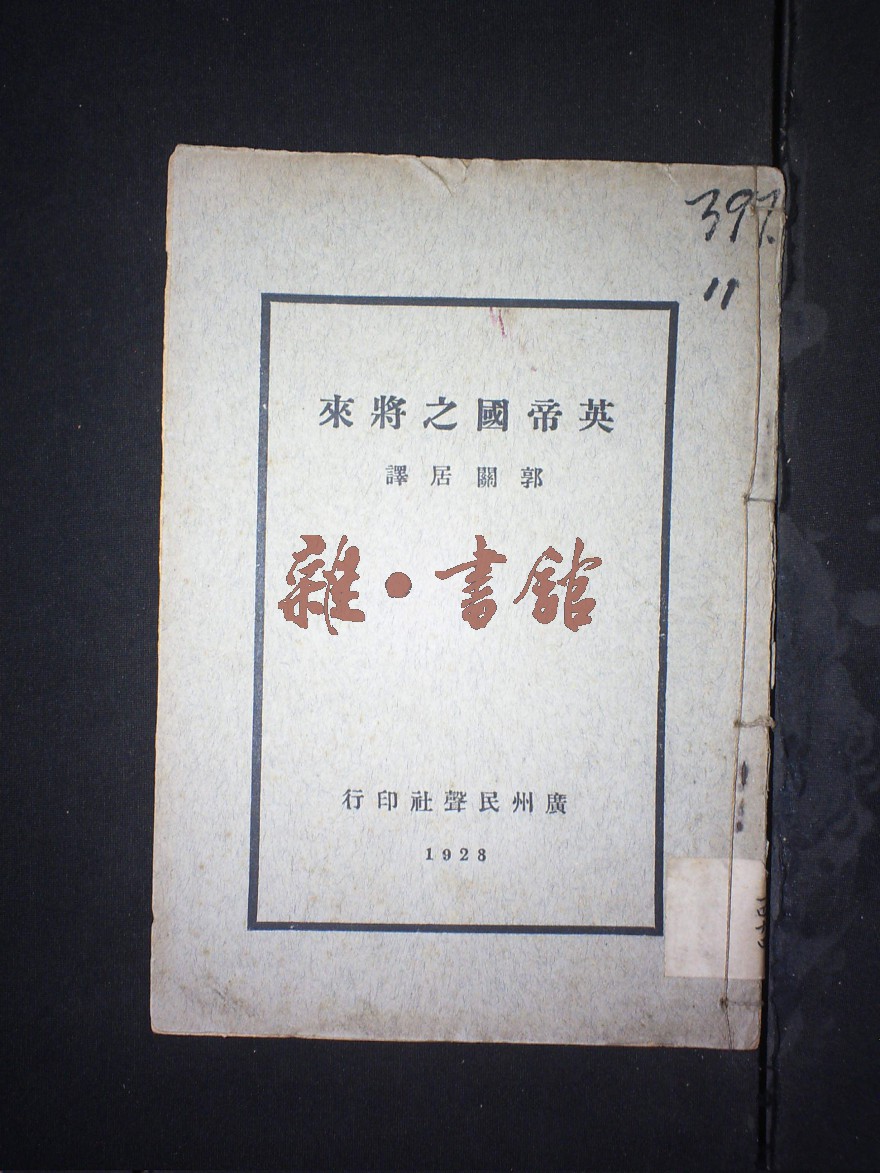 397.
11
英帝國之將來
郭關居譯
雜·書館
廣州民聲社印行
1928